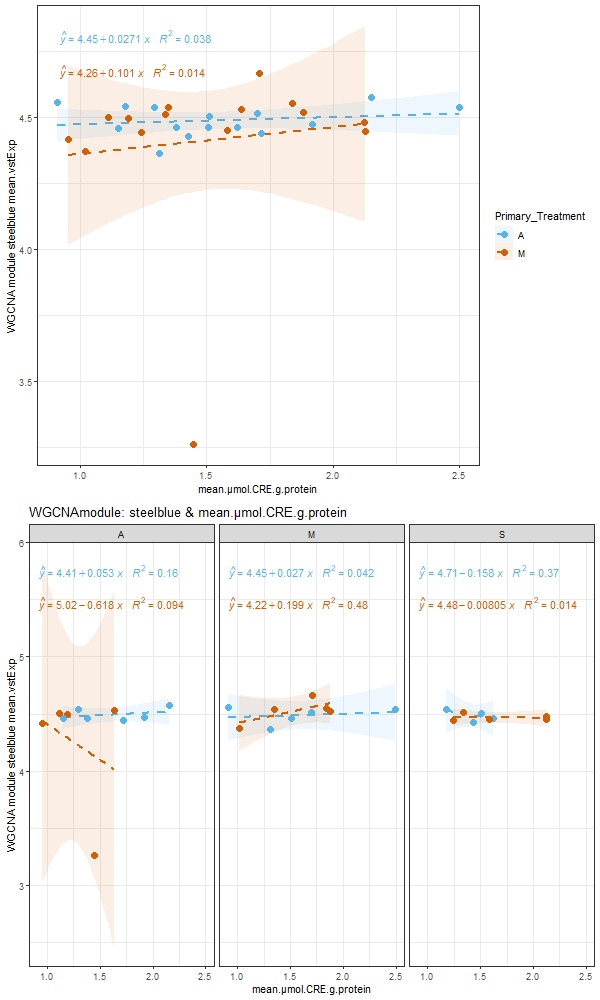 ŷ = 4.45 + 0.0271 x R² = 0.038
ŷ = 4.26 + 0.101 x R² = 0.014
4.5
4.0
3.5
WGCNA module steelblue mean.vstExp
1.0 1.5 2.0 2.5
mean.µmol.CRE.g.protein
Primary_Treatment
A
M
WGCNAmodule: steelblue & mean.µmol.CRE.g.protein
A M S
ŷ = 4.41 + 0.053 x R² = 0.16
ŷ = 5.02 − 0.618 x R² = 0.094
ŷ = 4.45 + 0.027 x R² = 0.042
ŷ = 4.22 + 0.199 x R² = 0.48
ŷ = 4.71 − 0.158 x R² = 0.37
ŷ = 4.48 − 0.00805 x R² = 0.014
6
5
4
3
WGCNA module steelblue mean.vstExp
1.0 1.5 2.0 2.5 1.0 1.5 2.0 2.5 1.0 1.5 2.0 2.5
mean.µmol.CRE.g.protein